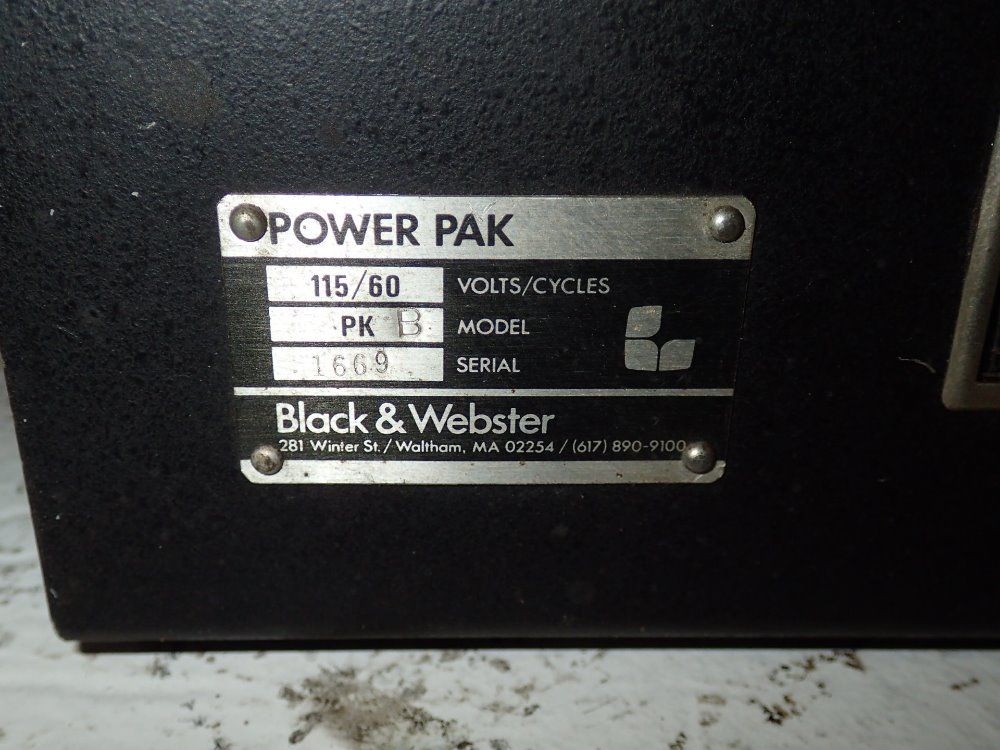 POWER PAK
115/60 VOLTS/CYCLES
PK B MODEL
1669 SERIAL
Black & Webster
281 Winter St. / Waltham, MA 02254 / (617) 890-9100